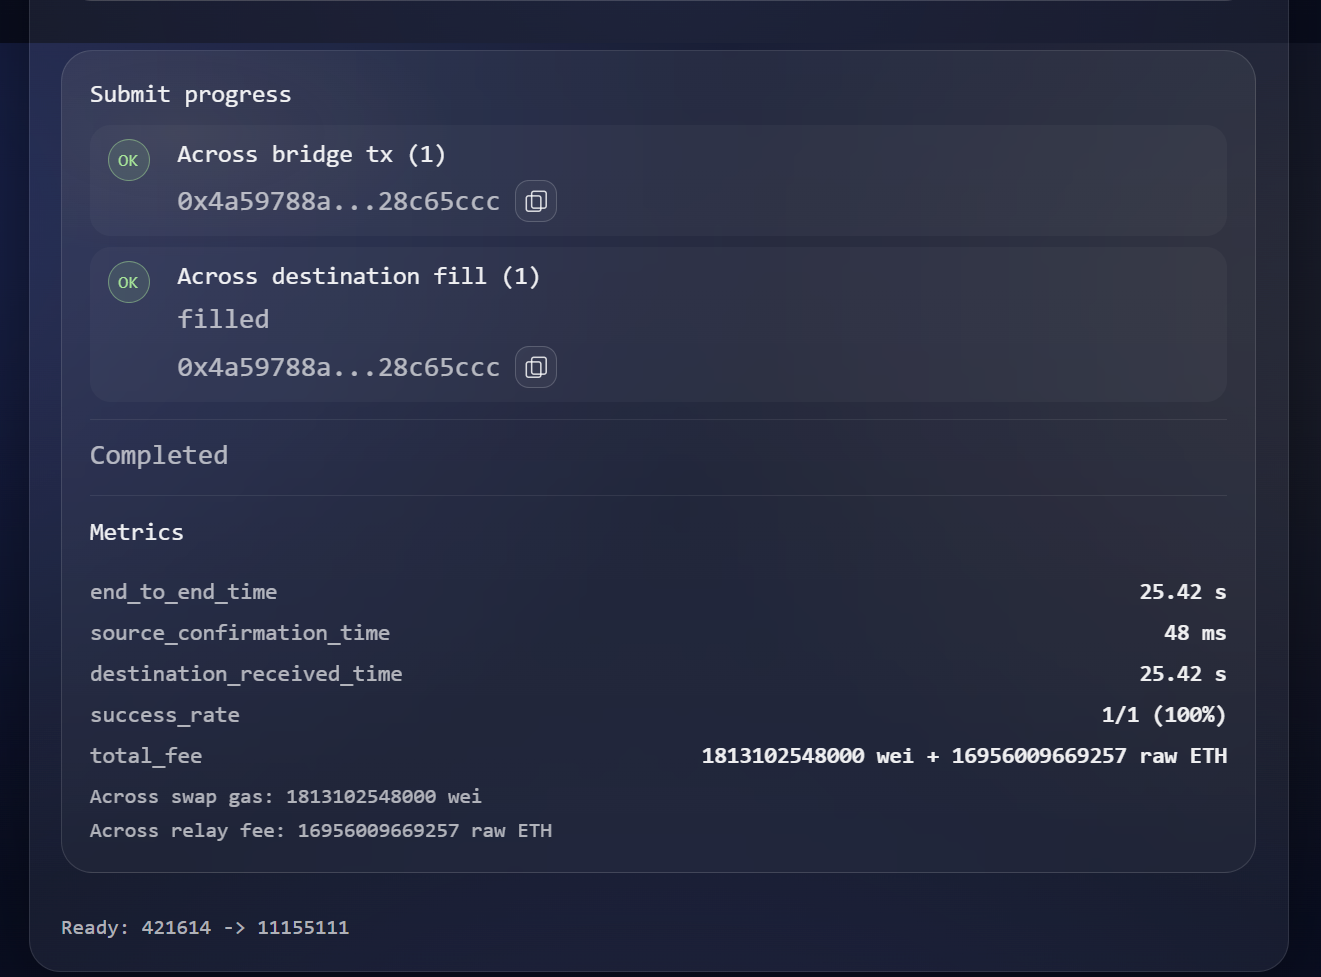 Submit progress
OK
Across bridge tx (1)
0x4a59788a...28c65ccc
OK
Across destination fill (1)
filled
0x4a59788a...28c65ccc
Completed
Metrics
end_to_end_time 25.42 s
source_confirmation_time 48 ms
destination_received_time 25.42 s
success_rate 1/1 (100%)
total_fee 1813102548000 wei + 16956009669257 raw ETH
Across swap gas: 1813102548000 wei
Across relay fee: 16956009669257 raw ETH
Ready: 421614 -> 11155111